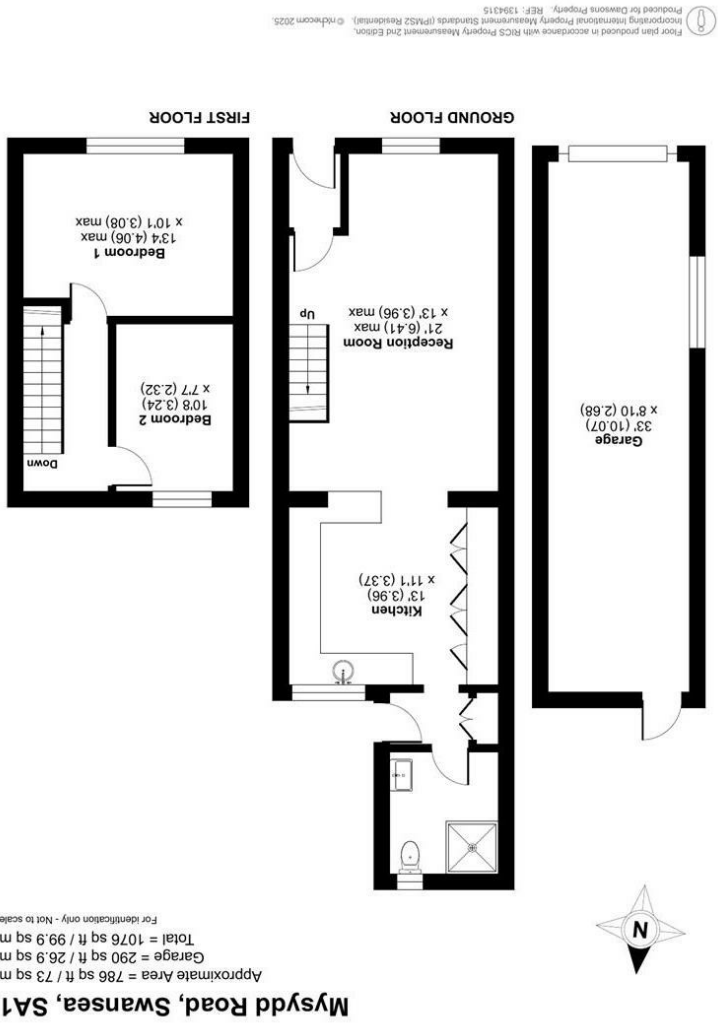 Mysydd Road, Swansea, SA1
Approximate Area = 786 sq ft / 73 sq m
Garage = 290 sq ft / 26.9 sq m
Total = 1076 sq ft / 99.9 sq m
For identification only - Not to scale
N
Garage
33' (10.07)
x 8'10 (2.68)
Kitchen
13' (3.96)
x 11'1 (3.37)
Reception Room
21' (6.41) max
x 13' (3.96) max
Up
Down
Bedroom 2
10'8 (3.24)
x 7'7 (2.32)
Bedroom 1
13'4 (4.06) max
x 10'1 (3.08) max
GROUND FLOOR
FIRST FLOOR
Floor plan produced in accordance with RICS Property Measurement 2nd Edition.
Incorporating International Property Measurement Standards (IPMS2 Residential). © nichecom 2025.
Produced for Dawsons Property. REF: 1394315